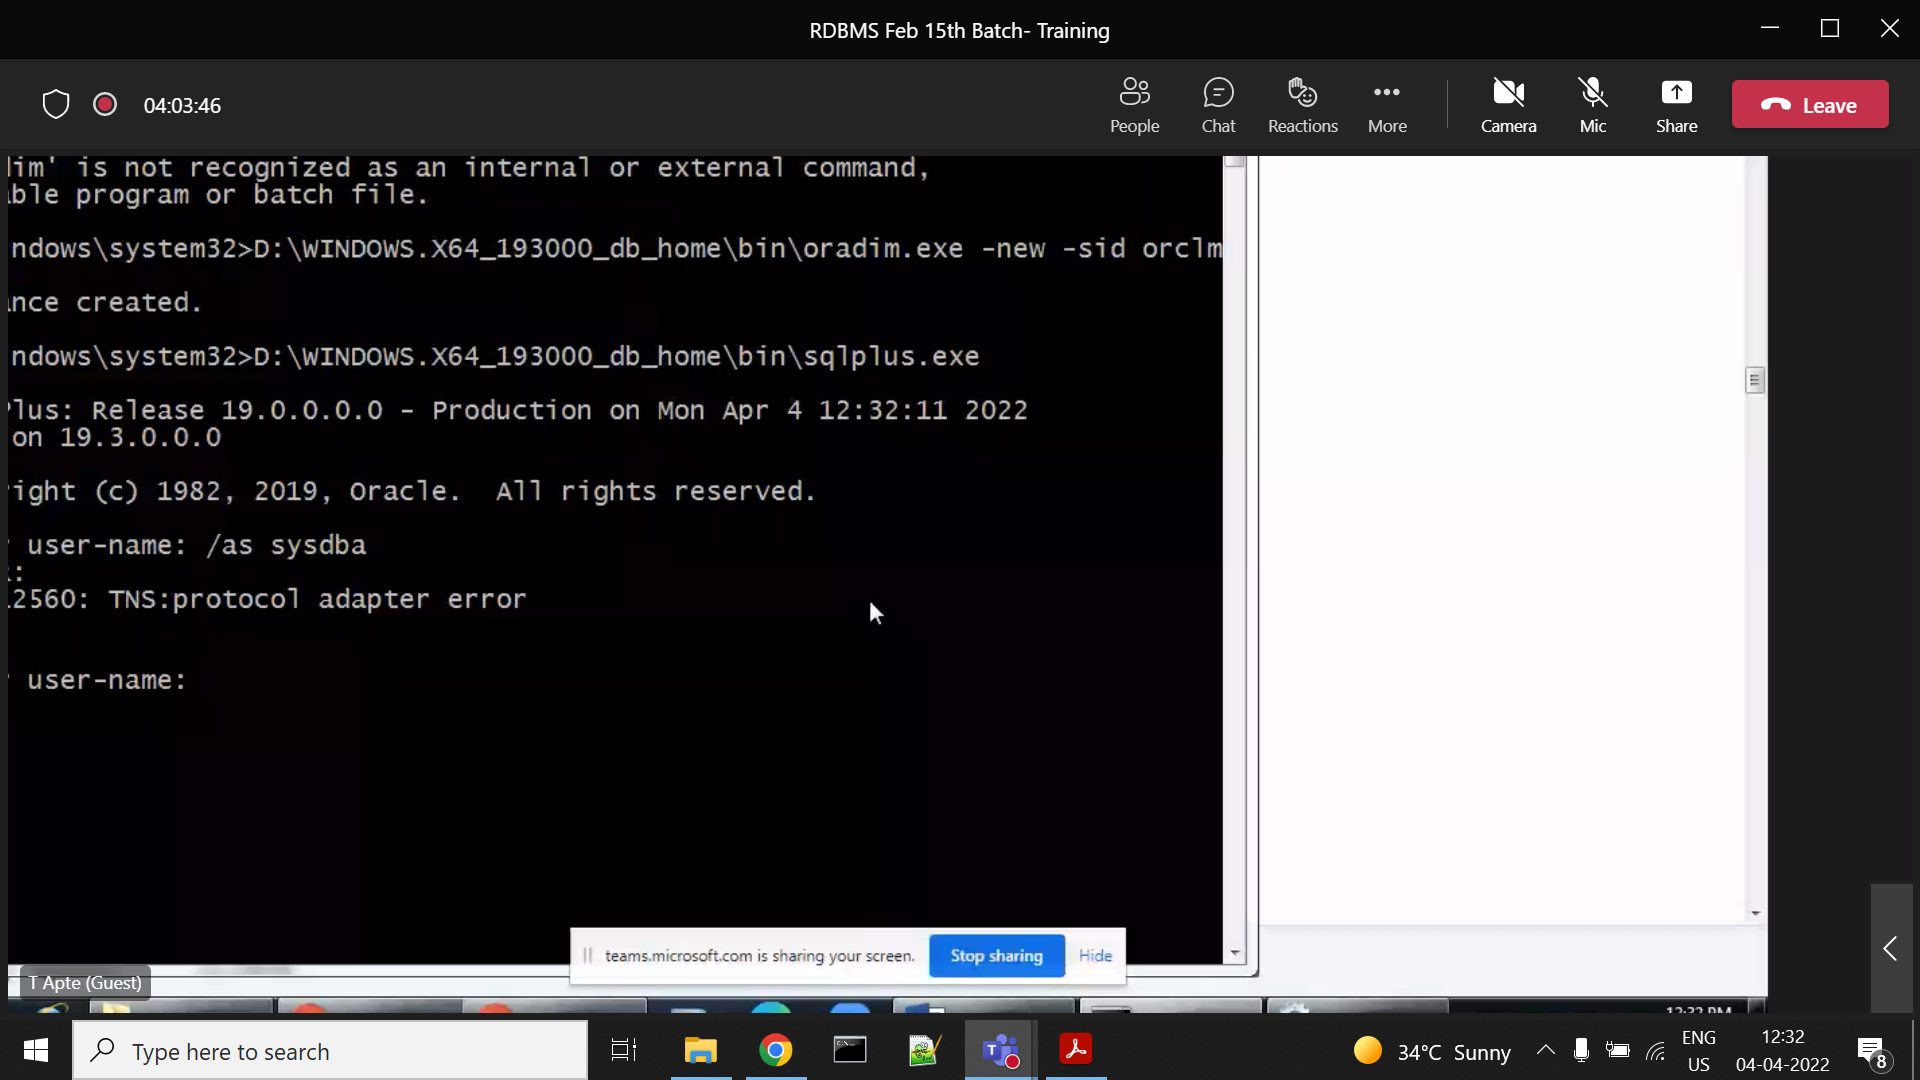 RDBMS Feb 15th Batch- Training
04:03:46
People
Chat
Reactions
More
Camera
Mic
Share
Leave
dim' is not recognized as an internal or external command,
able program or batch file.
ndows\system32>D:\WINDOWS.X64_193000_db_home\bin\oradim.exe -new -sid orclm
ance created.
ndows\system32>D:\WINDOWS.X64_193000_db_home\bin\sqlplus.exe
Plus: Release 19.0.0.0.0 - Production on Mon Apr 4 12:32:11 2022
on 19.3.0.0.0
right (c) 1982, 2019, Oracle.  All rights reserved.
user-name: /as sysdba
:
2560: TNS:protocol adapter error
user-name:
teams.microsoft.com is sharing your screen.
Stop sharing
Hide
T Apte (Guest)
Type here to search
34°C Sunny
ENG
US
12:32
04-04-2022
8